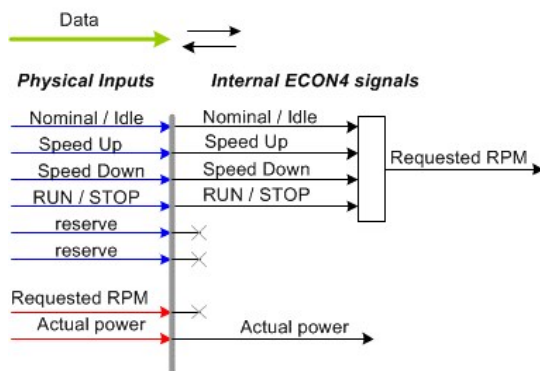 Data
Physical Inputs Internal ECON4 signals
Nominal / Idle Nominal / Idle
Speed Up Speed Up
Requested RPM
Speed Down Speed Down
RUN / STOP RUN / STOP
reserve
reserve
Requested RPM
Actual power Actual power